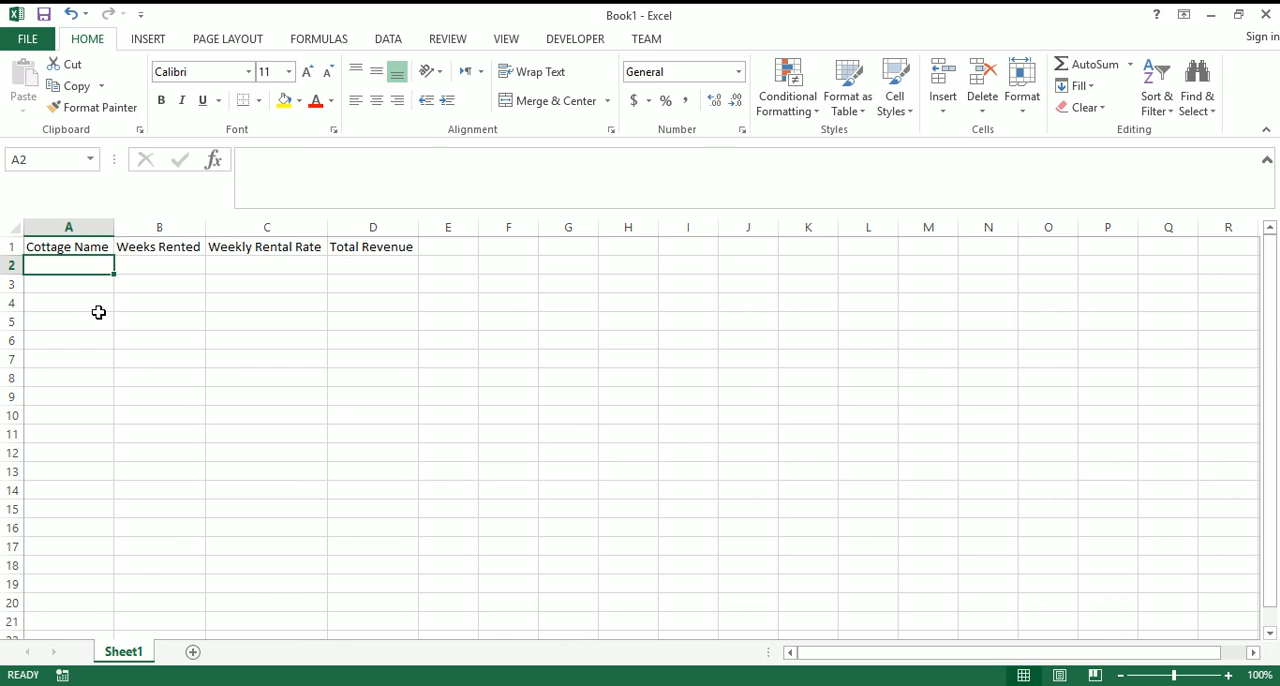 Book1 - Excel
?
FILE HOME INSERT PAGE LAYOUT FORMULAS DATA REVIEW VIEW DEVELOPER TEAM Sign in
Paste
Cut
Copy
Format Painter
Clipboard
Calibri 11
B I U A
Font
Wrap Text
Merge & Center
Alignment
General
$ % ,
Number
Conditional Formatting
Format as Table
Cell Styles
Styles
Insert Delete Format
Cells
AutoSum
Fill
Clear
Sort & Filter
Find & Select
Editing
A2 fx
A B C D E F G H I J K L M N O P Q R
1 Cottage Name Weeks Rented Weekly Rental Rate Total Revenue
2
3
4
5
6
7
8
9
10
11
12
13
14
15
16
17
18
19
20
21
Sheet1
READY 100%